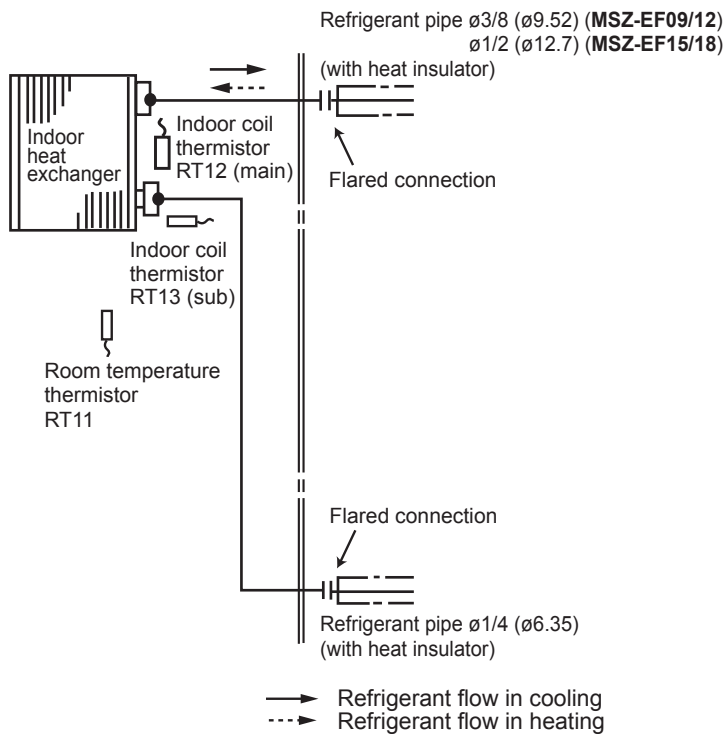 Refrigerant pipe ø3/8 (ø9.52) (MSZ-EF09/12)
ø1/2 (ø12.7) (MSZ-EF15/18)
(with heat insulator)
Indoor
heat
exchanger
Indoor coil
thermistor
RT12 (main)
Flared connection
Indoor coil
thermistor
RT13 (sub)
Room temperature
thermistor
RT11
Flared connection
Refrigerant pipe ø1/4 (ø6.35)
(with heat insulator)
Refrigerant flow in cooling
Refrigerant flow in heating